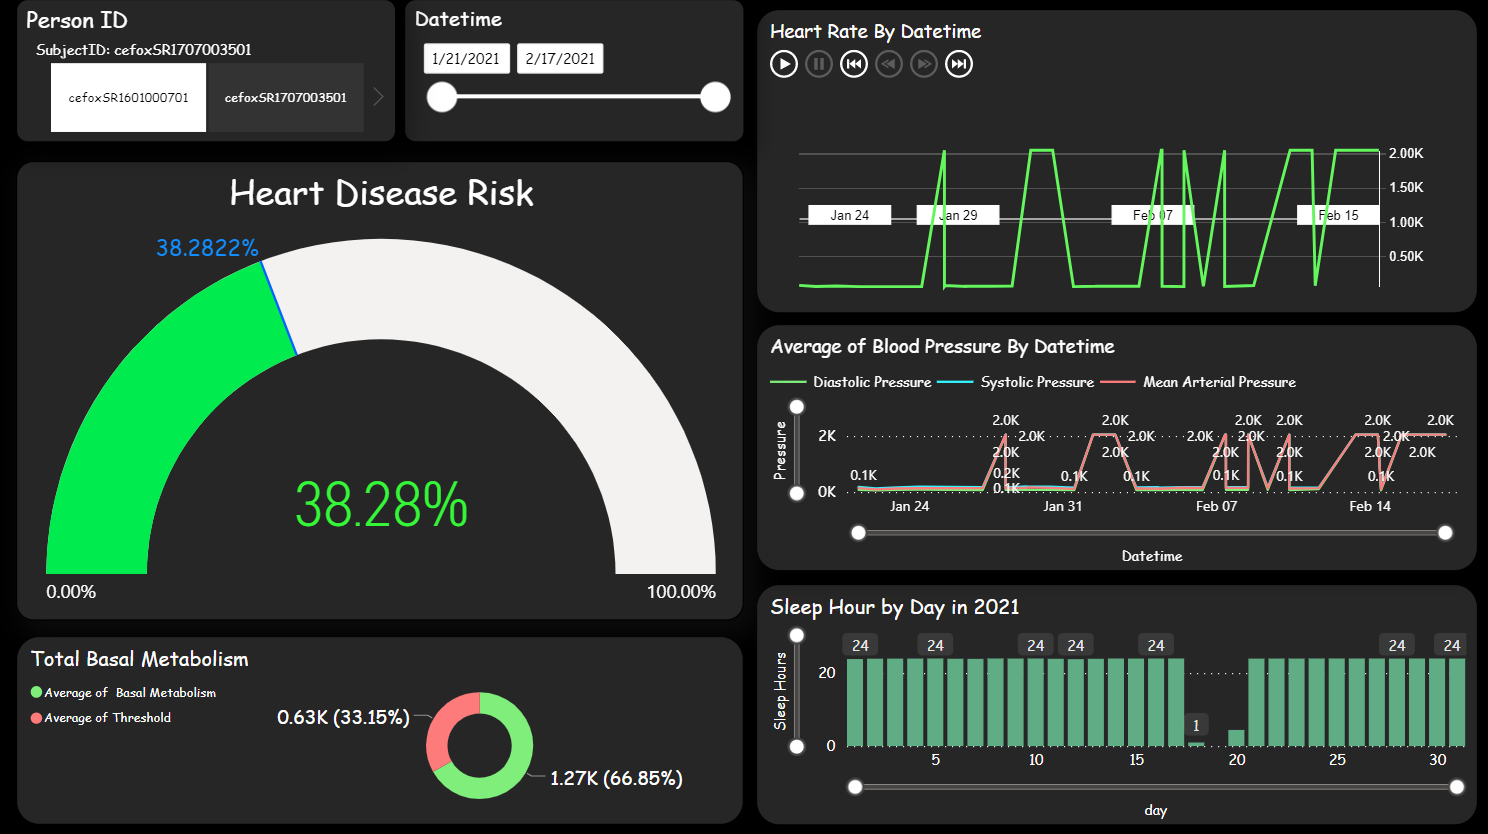 Person ID
SubjectID: cefoxSR1707003501
cefoxSR1601000701
cefoxSR1707003501
Datetime
1/21/2021
2/17/2021
Heart Disease Risk
38.2822%
38.28%
0.00%
100.00%
Total Basal Metabolism
Average of Basal Metabolism
Average of Threshold
0.63K (33.15%)
1.27K (66.85%)
Heart Rate By Datetime
2.00K
1.50K
Jan 24 Jan 29 Feb 07 Feb 15 1.00K
0.50K
Average of Blood Pressure By Datetime
Diastolic Pressure Systolic Pressure Mean Arterial Pressure
Pressure
2.0K 2.0K 2.0K 2.0K 2.0K 2.0K
2K 2.0K 2.0K 2.0K 2.0K 2.0K
2.0K 2.0K 2.0K 2.0K 2.0K 2.0K
0.1K 0.2K 0.1K 0.1K 0.1K 0.1K 0.1K
0K 0.1K
Jan 24 Jan 31 Feb 07 Feb 14
Datetime
Sleep Hour by Day in 2021
Sleep Hours
24 24 24 24 24 24 24
20
1
0
5 10 15 20 25 30
day